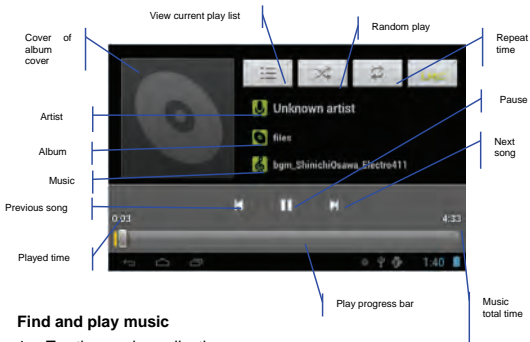 View current play list
Cover of
album
cover
Random play
Repeat
time
Pause
Artist
Unknown artist
Album
files
Next
song
Music
bgm_ShinichiOsawa_Electro411
Previous song
0:03
4:33
Played time
1:40
Play progress bar
Music
total time
Find and play music